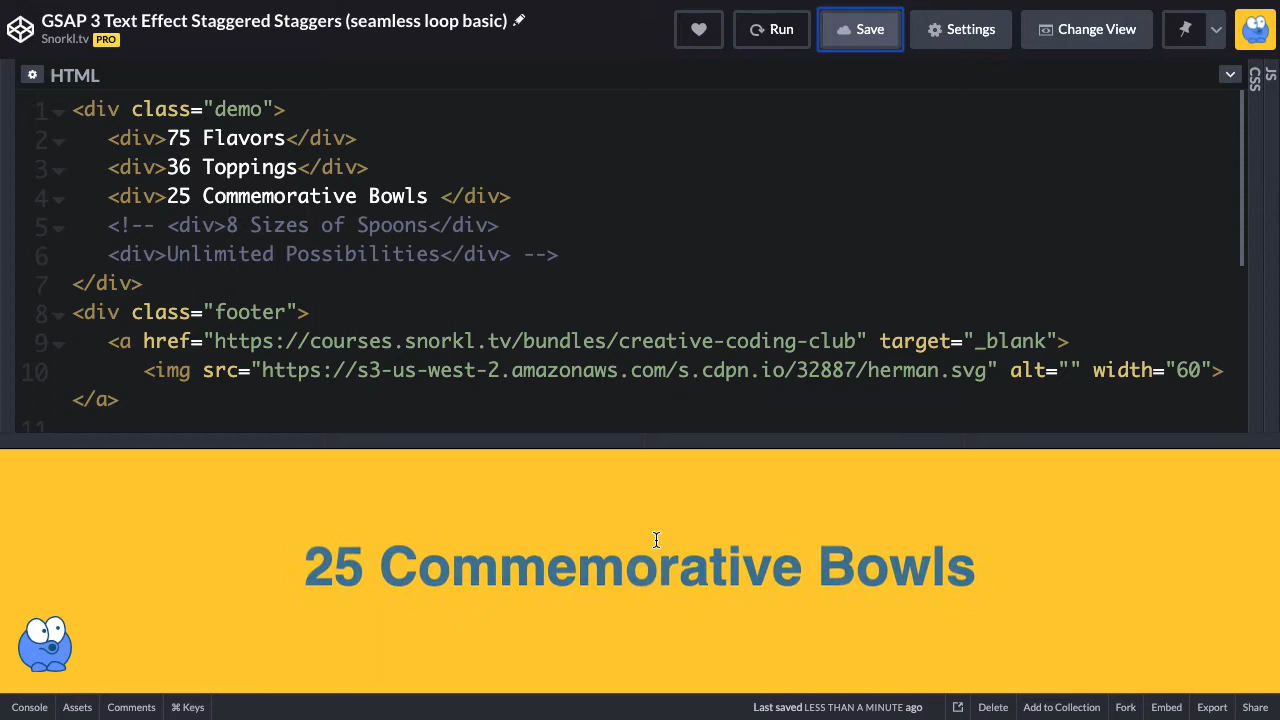 GSAP 3 Text Effect Staggered Staggers (seamless loop basic)
Snorkl.tv PRO
Run
Save
Settings
Change View
HTML
CSS
JS
1 <div class="demo">
2 <div>75 Flavors</div>
3 <div>36 Toppings</div>
4 <div>25 Commemorative Bowls </div>
5 <!-- <div>8 Sizes of Spoons</div>
6 <div>Unlimited Possibilities</div> -->
7 </div>
8 <div class="footer">
9 <a href="https://courses.snorkl.tv/bundles/creative-coding-club" target="_blank">
10 <img src="https://s3-us-west-2.amazonaws.com/s.cdpn.io/32887/herman.svg" alt="" width="60">
</a>
11
25 Commemorative Bowls
Console Assets Comments ⌘ Keys Last saved LESS THAN A MINUTE ago Delete Add to Collection Fork Embed Export Share